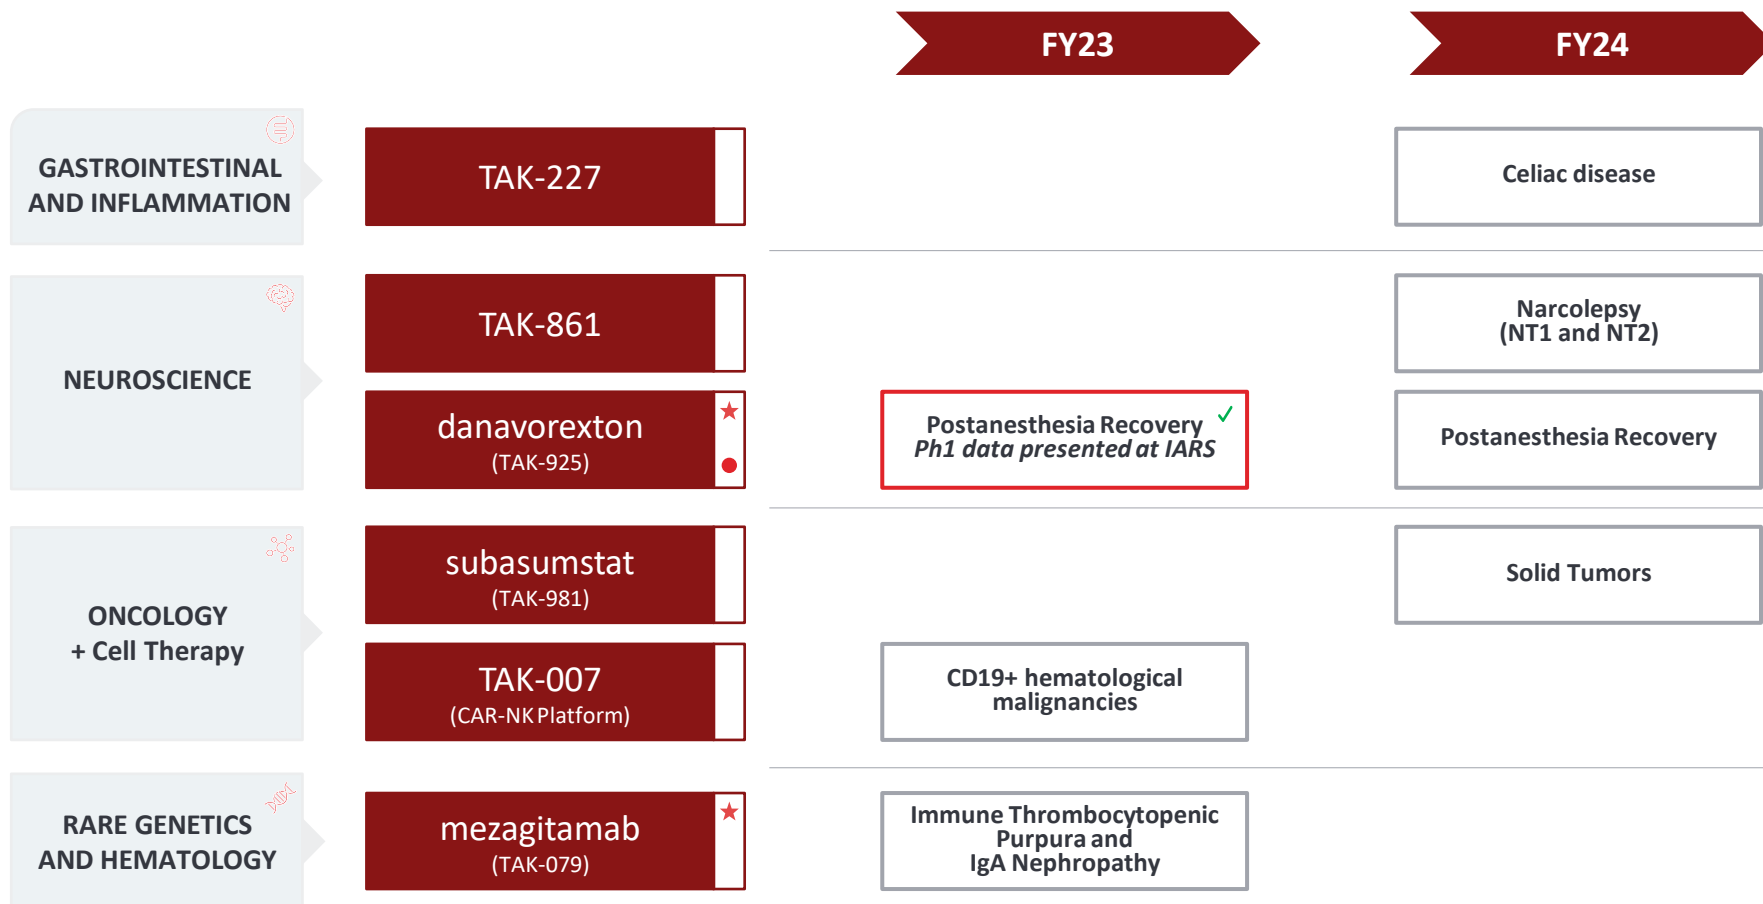 FY23
FY24
GASTROINTESTINAL
AND INFLAMMATION
TAK-227
Celiac disease
NEUROSCIENCE
TAK-861
Narcolepsy
(NT1 and NT2)
danavorexton
(TAK-925)
Postanesthesia Recovery
Ph1 data presented at IARS
Postanesthesia Recovery
ONCOLOGY
+ Cell Therapy
subasumstat
(TAK-981)
Solid Tumors
TAK-007
(CAR-NK Platform)
CD19+ hematological
malignancies
RARE GENETICS
AND HEMATOLOGY
mezagitamab
(TAK-079)
Immune Thrombocytopenic
Purpura and
IgA Nephropathy